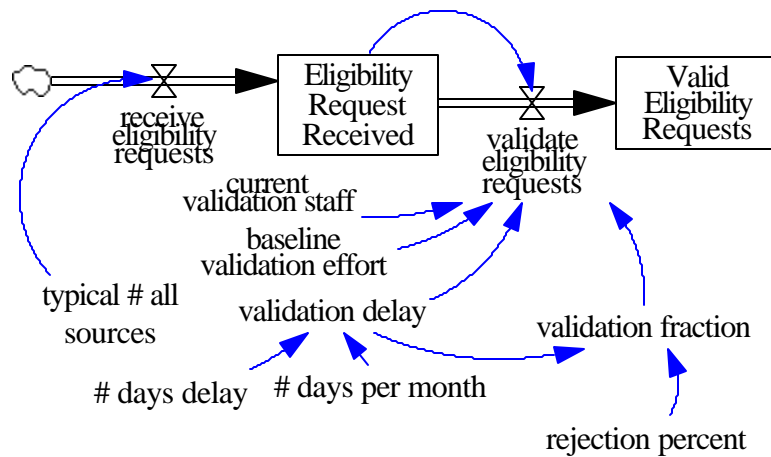 Eligibility
Request
Received
Valid
Eligibility
Requests
receive
eligibility
requests
validate
eligibility
requests
current
validation staff
baseline
validation effort
typical # all
sources
validation delay
validation fraction
# days delay
# days per month
rejection percent